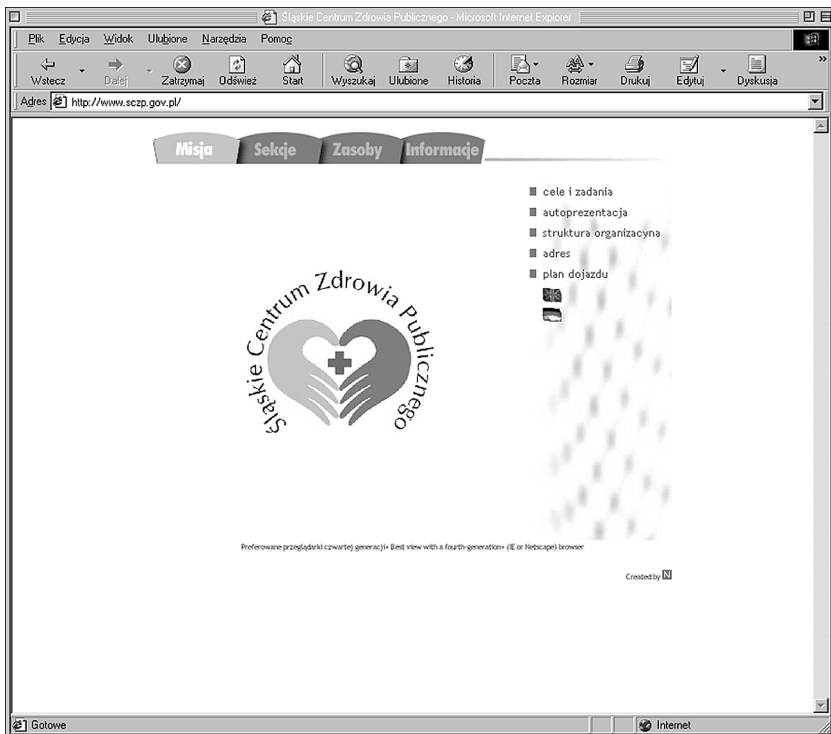 Śląskie Centrum Zdrowia Publicznego - Microsoft Internet Explorer
Plik Edycja Widok Ulubione Narzędzia Pomoc
Wstecz Dalej Zatrzymaj Odśwież Start Wyszukaj Ulubione Historia Poczta Rozmiar Drukuj Edytuj Dyskusja
Adres http://www.sczp.gov.pl/
Misja Sekcje Zasoby Informacje
cele i zadania
autoprezentacja
struktura organizacyna
adres
plan dojazdu
Śląskie Centrum Zdrowia Publicznego
Preferowane przeglądarki czwartej generacji+ Best view with a fourth-generation+ (IE or Netscape) browser
Created by N
Gotowe Internet